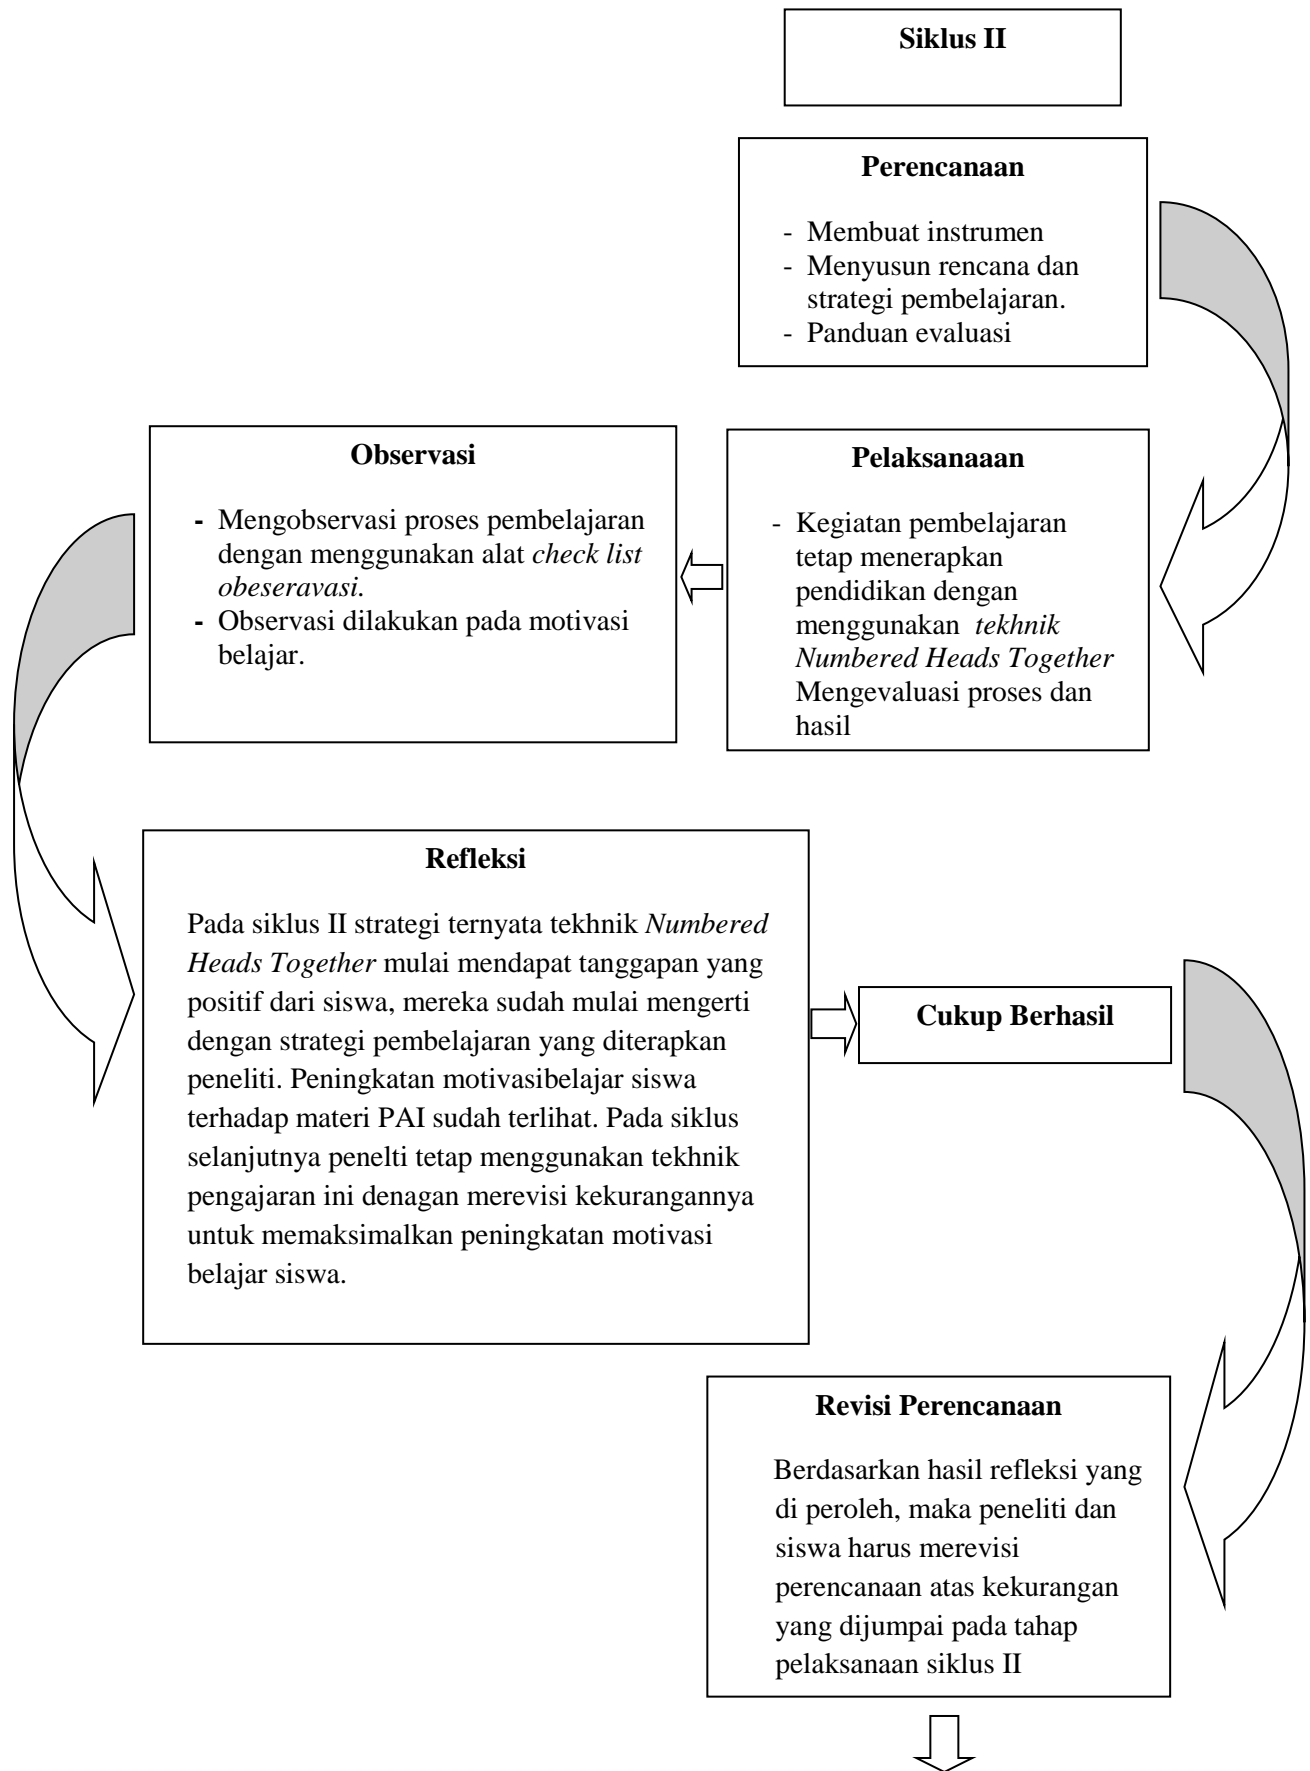 Siklus II
Perencanaan
- Membuat instrumen
- Menyusun rencana dan
strategi pembelajaran.
- Panduan evaluasi
Observasi
- Mengobservasi proses pembelajaran
dengan menggunakan alat check list
obeseravasi.
- Observasi dilakukan pada motivasi
belajar.
Pelaksanaaan
- Kegiatan pembelajaran
tetap menerapkan
pendidikan dengan
menggunakan tekhnik
Numbered Heads Together
Mengevaluasi proses dan
hasil
Refleksi
Pada siklus II strategi ternyata tekhnik Numbered
Heads Together mulai mendapat tanggapan yang
positif dari siswa, mereka sudah mulai mengerti
dengan strategi pembelajaran yang diterapkan
peneliti. Peningkatan motivasibelajar siswa
terhadap materi PAI sudah terlihat. Pada siklus
selanjutnya penelti tetap menggunakan tekhnik
pengajaran ini denagan merevisi kekurangannya
untuk memaksimalkan peningkatan motivasi
belajar siswa.
Cukup Berhasil
Revisi Perencanaan
Berdasarkan hasil refleksi yang
di peroleh, maka peneliti dan
siswa harus merevisi
perencanaan atas kekurangan
yang dijumpai pada tahap
pelaksanaan siklus II